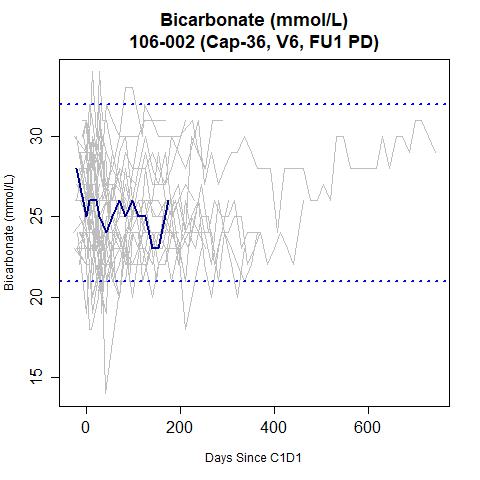 Bicarbonate (mmol/L)
106-002 (Cap-36, V6, FU1 PD)
Bicarbonate (mmol/L)
30
25
20
15
0 200 400 600
Days Since C1D1